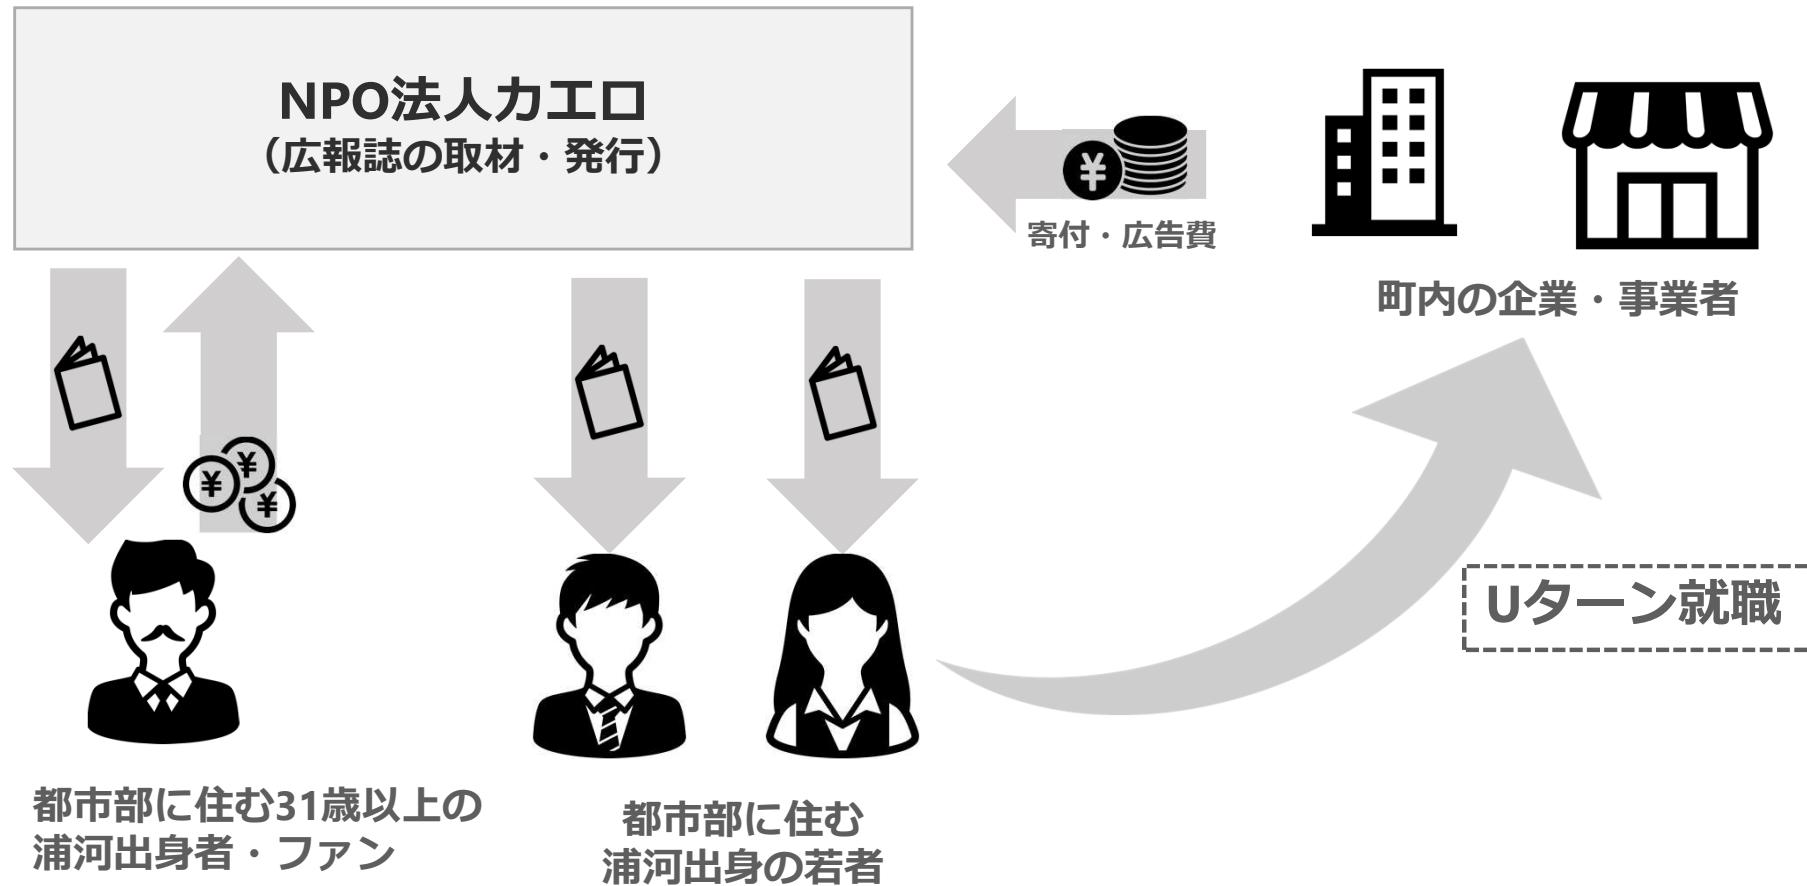 NPO法人カエロ
（広報誌の取材・発行）
¥
寄付・広告費
町内の企業・事業者
¥
¥
¥
Uターン就職
都市部に住む31歳以上の
浦河出身者・ファン
都市部に住む
浦河出身の若者